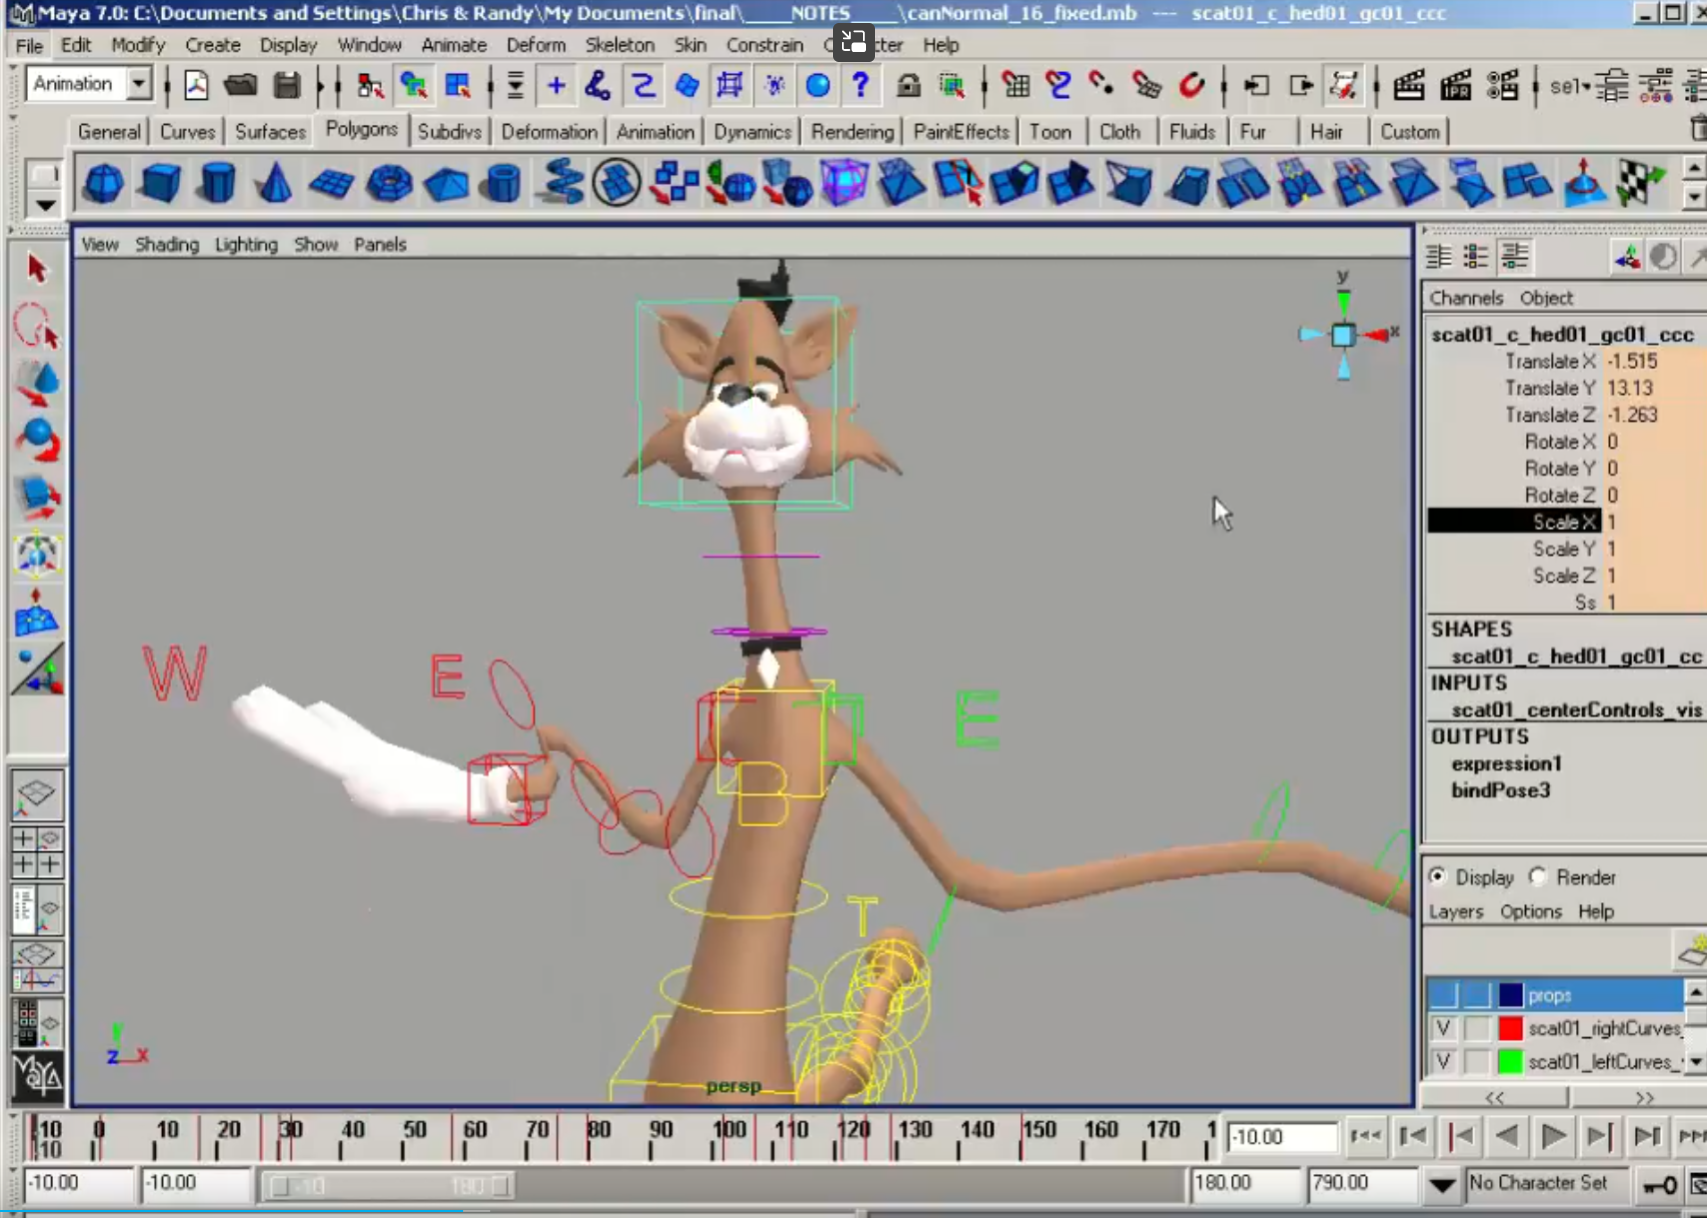 Maya 7.0: C:\Documents and Settings\Chris & Randy\My Documents\final\____NOTES____\canNormal_16_fixed.mb --- scat01_c_hed01_gc01_ccc
File Edit Modify Create Display Window Animate Deform Skeleton Skin Constrain Help
Animation
IPR
sel
General Curves Surfaces Polygons Subdivs Deformation Animation Dynamics Rendering PaintEffects Toon Cloth Fluids Fur Hair Custom
View Shading Lighting Show Panels
Channels Object
scat01_c_hed01_gc01_ccc
Translate X -1.515
Translate Y 13.13
Translate Z -1.263
Rotate X 0
Rotate Y 0
Rotate Z 0
Scale X 1
Scale Y 1
Scale Z 1
Ss 1
SHAPES
scat01_c_hed01_gc01_cc
INPUTS
scat01_centerControls_vis
OUTPUTS
expression1
bindPose3
y
x
W
E
E
B
T
z x
persp
Display Render
Layers Options Help
props
V scat01_rightCurves_
V scat01_leftCurves_
<< >>
MAYA
-10 0 10 20 30 40 50 60 70 80 90 100 110 120 130 140 150 160 170 1
10
-10.00
-10.00
-10.00
-10
180
180.00
790.00
No Character Set